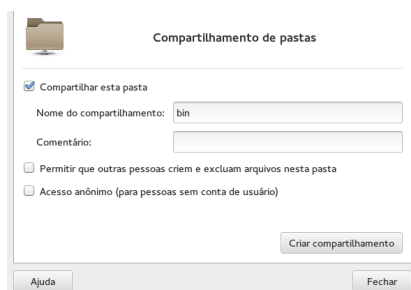 Compartilhamento de pastas
Compartilhar esta pasta
Nome do compartilhamento: bin
Comentário:
Permitir que outras pessoas criem e excluam arquivos nesta pasta
Acesso anônimo (para pessoas sem conta de usuário)
Criar compartilhamento
Ajuda Fechar